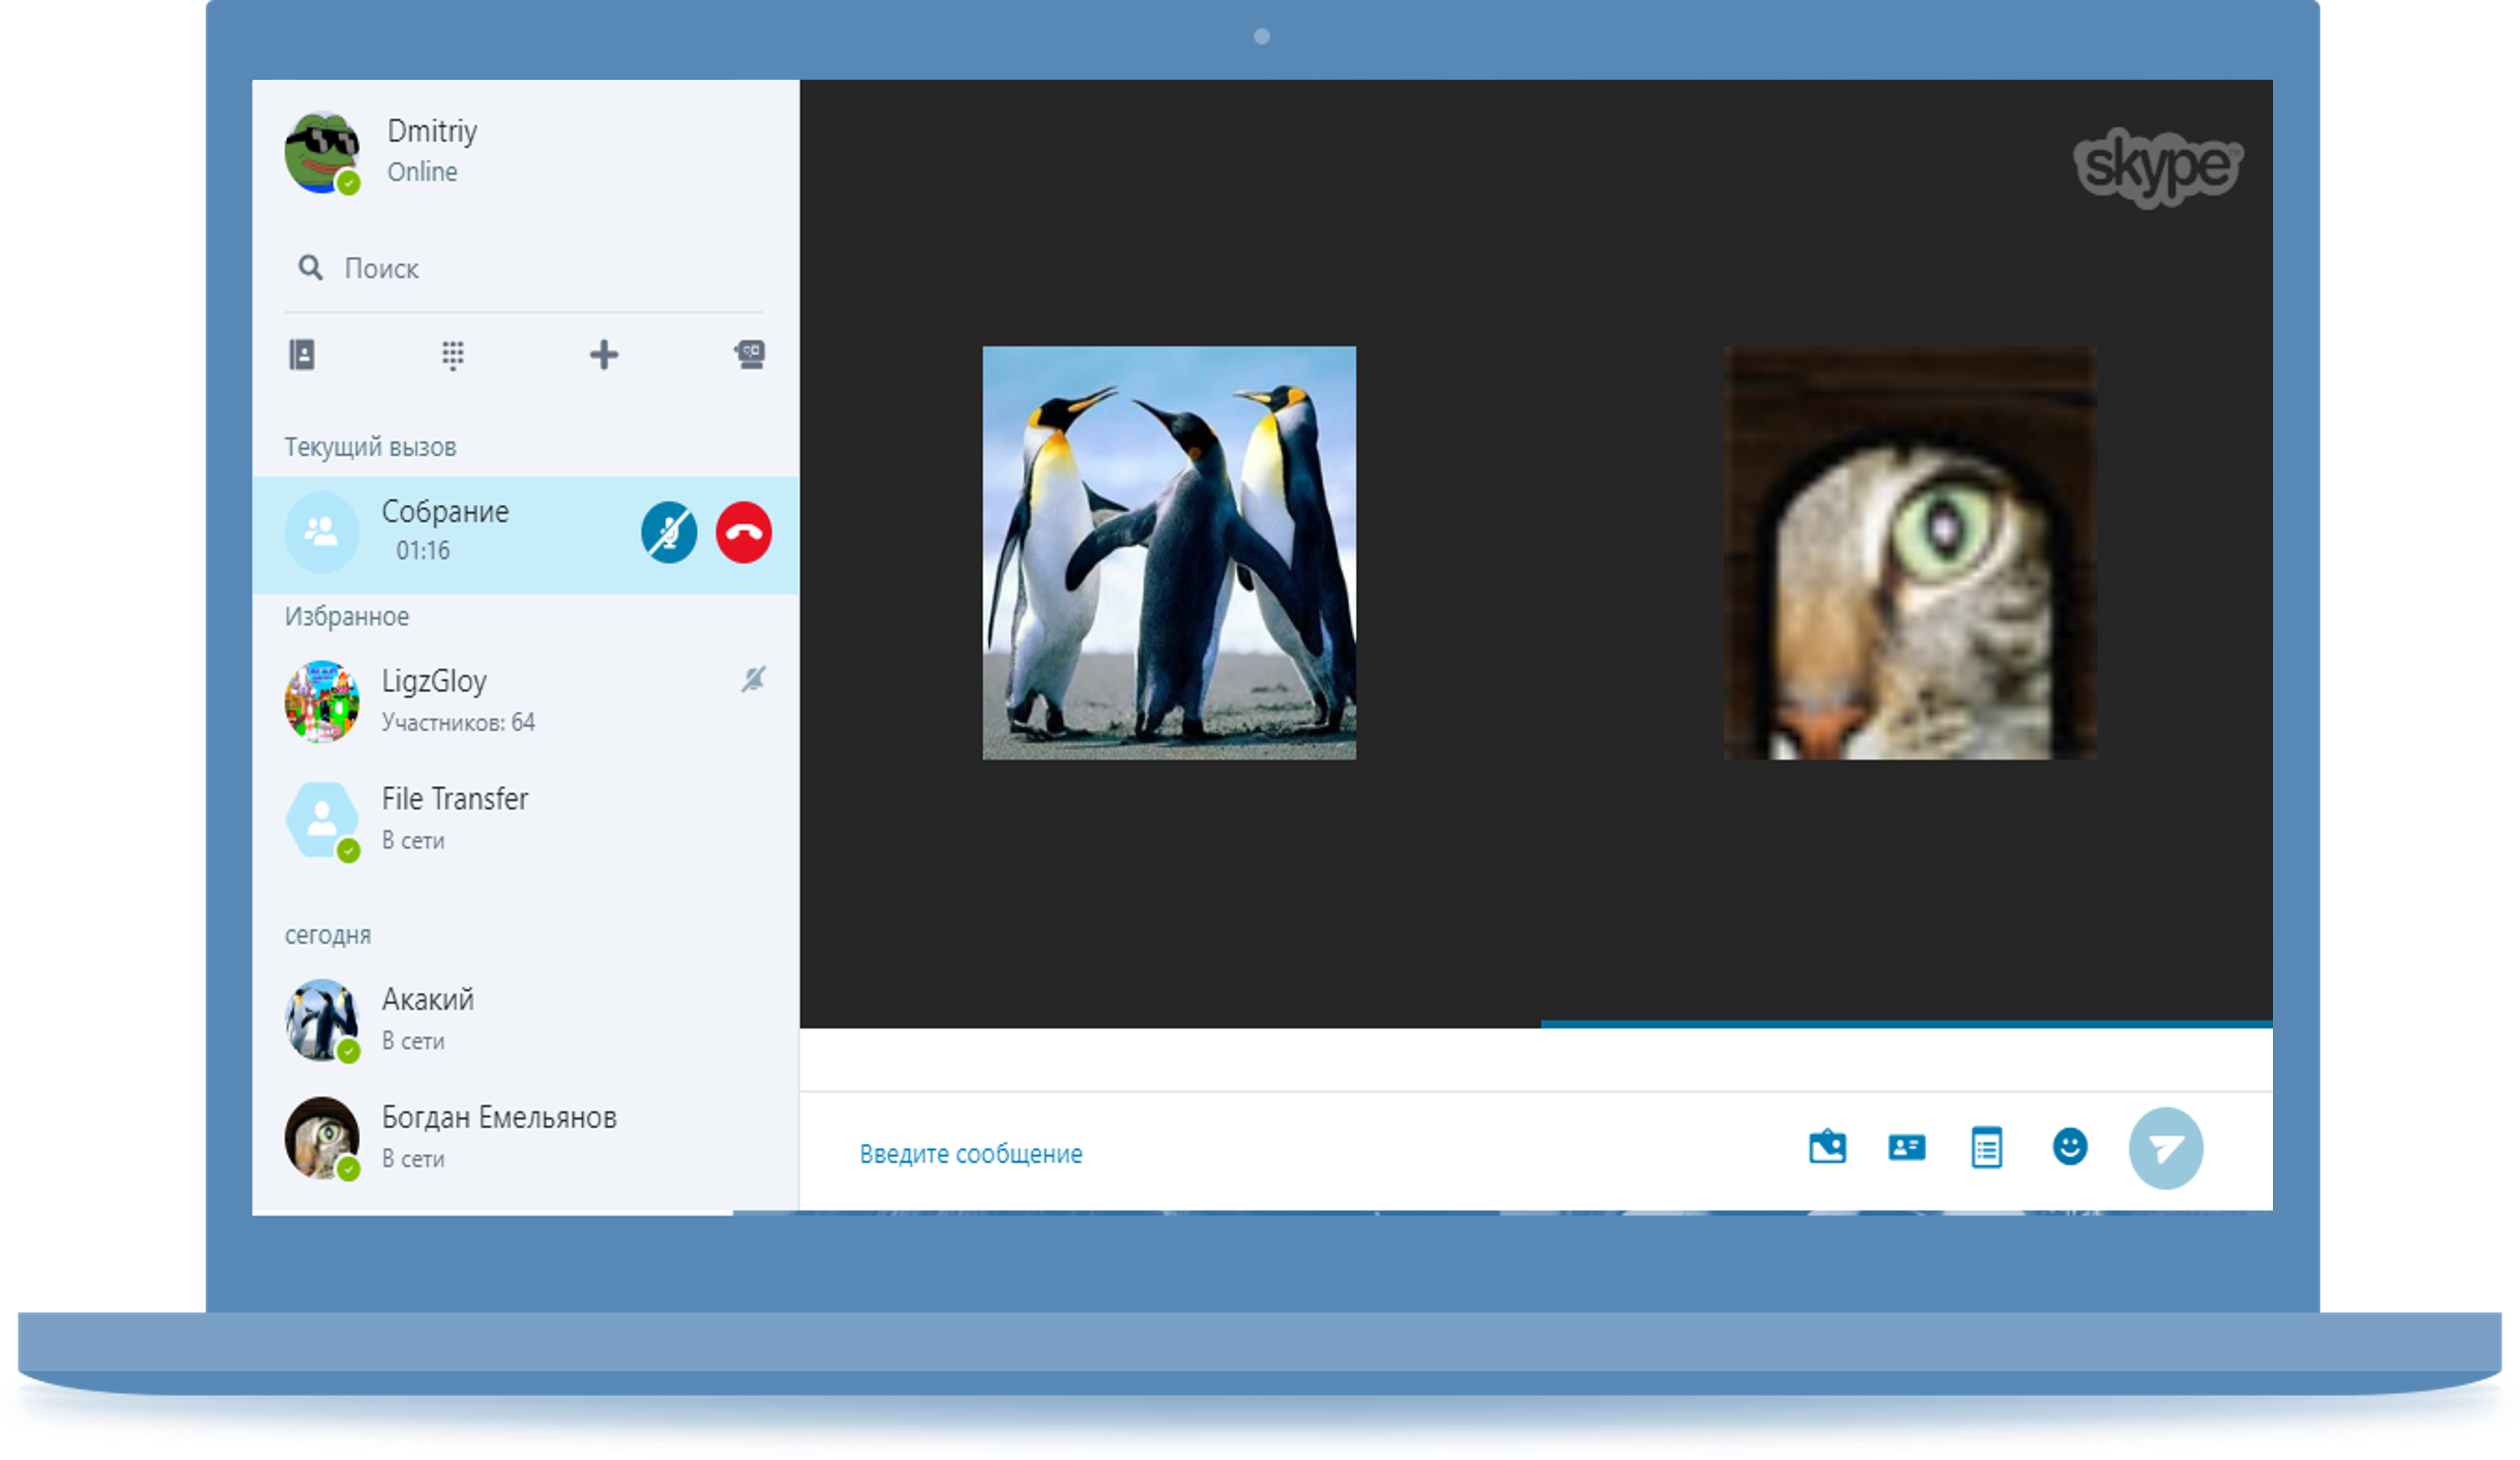 Dmitriy
Online
Поиск
Текущий вызов
Собрание
01:16
Избранное
LigzGloy
Участников: 64
File Transfer
В сети
сегодня
Акакий
В сети
Богдан Емельянов
В сети
skype™
Введите сообщение